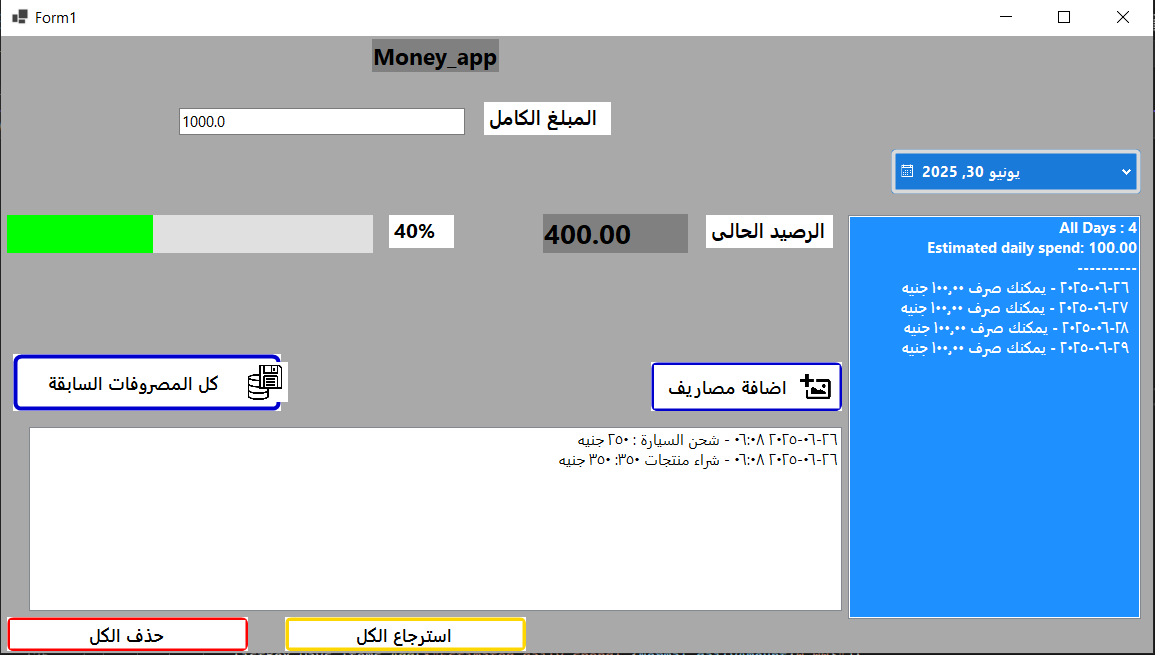 Form1
Money_app
المبلغ الكامل
1000.0
يونيو 30, 2025
الرصيد الحالى
400.00
40%
All Days : 4
Estimated daily spend: 100.00
----------
٢٦-٠٦-٢٠٢٥ - يمكنك صرف ١٠٠,٠٠ جنيه
٢٧-٠٦-٢٠٢٥ - يمكنك صرف ١٠٠,٠٠ جنيه
٢٨-٠٦-٢٠٢٥ - يمكنك صرف ١٠٠,٠٠ جنيه
٢٩-٠٦-٢٠٢٥ - يمكنك صرف ١٠٠,٠٠ جنيه
اضافة مصاريف
كل المصروفات السابقة
٢٦-٠٦-٢٠٢٥ ٠٦:٠٨ - شحن السيارة : ٢٥٠ جنيه
٢٦-٠٦-٢٠٢٥ ٠٦:٠٨ - شراء منتجات ٣٥٠: ٣٥٠ جنيه
استرجاع الكل
حذف الكل